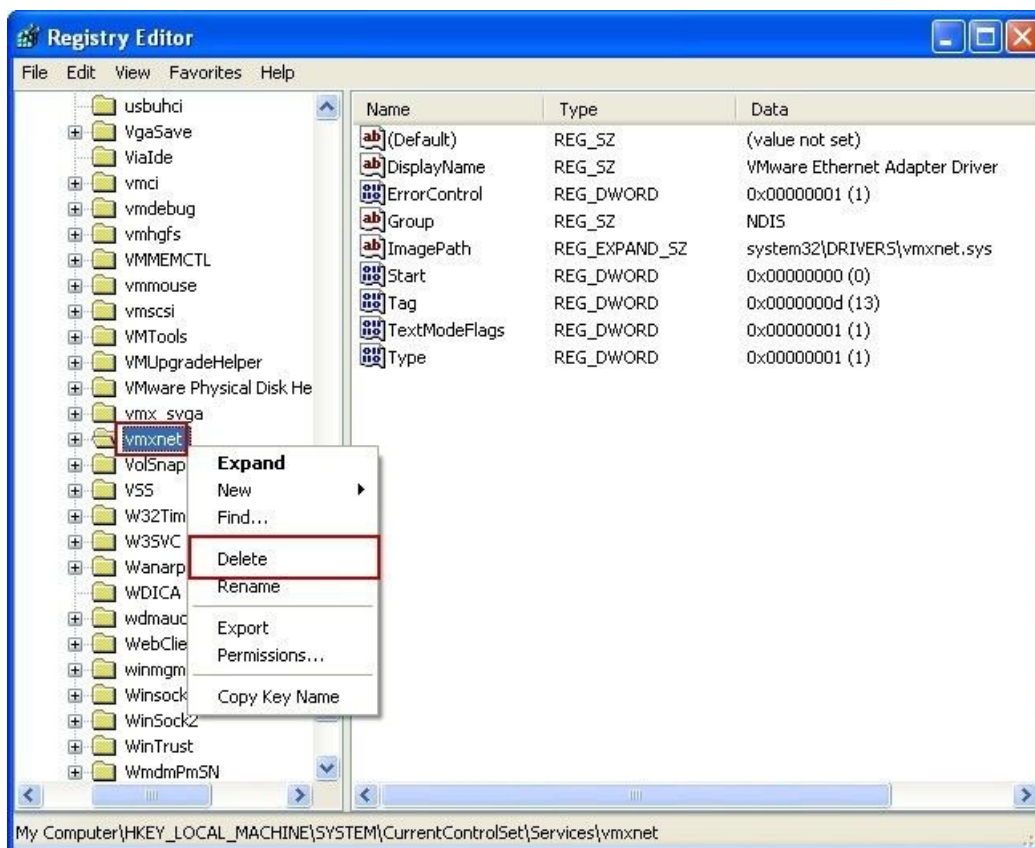 Registry Editor
File Edit View Favorites Help
usbuhci
VgaSave
ViaIde
vmci
vmdebug
vmhgfs
VMMEMCTL
vmmouse
vmscsi
VMTools
VMUpgradeHelper
VMware Physical Disk He
vmx_svga
vmxnet
VolSnap
VSS
W32Tim
W3SVC
Wanarp
WDICA
wdmauc
WebClie
winmgm
Winsock
WinSock2
WinTrust
WmdmPmSN
Expand
New
Find...
Delete
Rename
Export
Permissions...
Copy Key Name
Name Type Data
(Default) REG_SZ (value not set)
DisplayName REG_SZ VMware Ethernet Adapter Driver
ErrorControl REG_DWORD 0x00000001 (1)
Group REG_SZ NDIS
ImagePath REG_EXPAND_SZ system32\DRIVERS\vmxnet.sys
Start REG_DWORD 0x00000000 (0)
Tag REG_DWORD 0x0000000d (13)
TextModeFlags REG_DWORD 0x00000001 (1)
Type REG_DWORD 0x00000001 (1)
My Computer\HKEY_LOCAL_MACHINE\SYSTEM\CurrentControlSet\Services\vmxnet